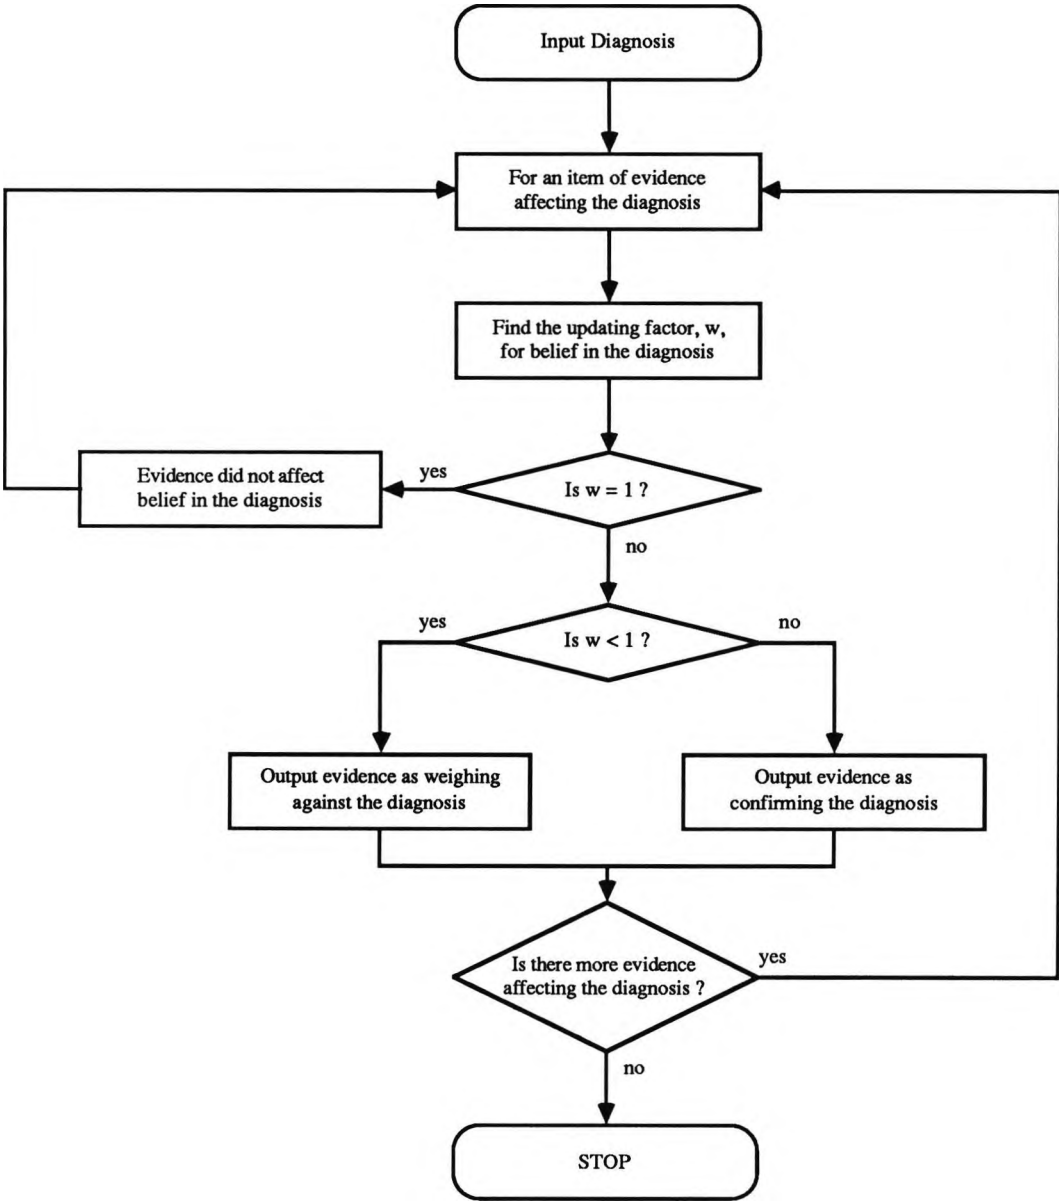 Input Diagnosis
For an item of evidence
affecting the diagnosis
Find the updating factor, w,
for belief in the diagnosis
Evidence did not affect
belief in the diagnosis
yes
Is w = 1 ?
no
yes
Is w < 1 ?
no
Output evidence as weighing
against the diagnosis
Output evidence as
confirming the diagnosis
Is there more evidence
affecting the diagnosis ?
yes
no
STOP